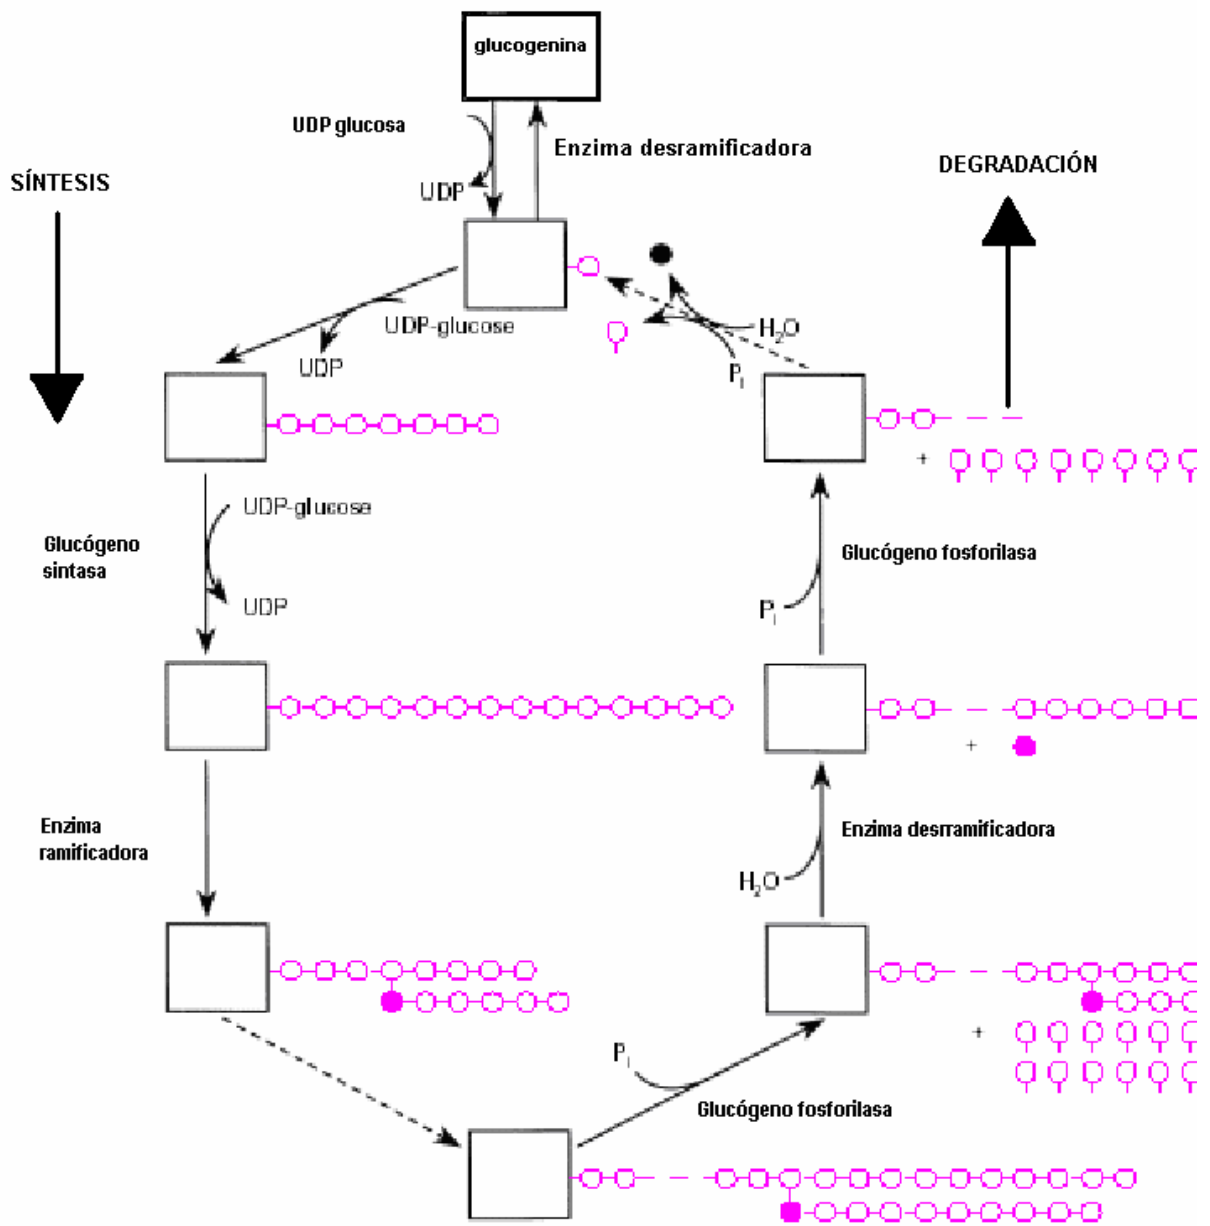 glucogenina
UDP glucosa
Enzima desramificadora
UDP
SÍNTESIS
DEGRADACIÓN
UDP-glucose
UDP
H2O
Pi
+
UDP-glucose
Glucógeno
sintasa
UDP
Glucógeno fosforilasa
Pi
+
Enzima
ramificadora
Enzima desrramificadora
H2O
+
Pi
Glucógeno fosforilasa